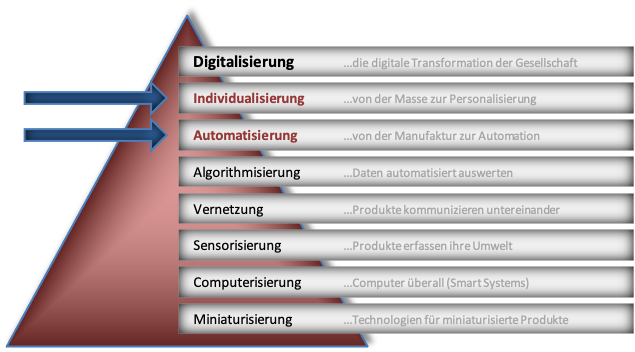 Digitalisierung ...die digitale Transformation der Gesellschaft
Individualisierung ...von der Masse zur Personalisierung
Automatisierung ...von der Manufaktur zur Automation
Algorithmisierung ...Daten automatisiert auswerten
Vernetzung ...Produkte kommunizieren untereinander
Sensorisierung ...Produkte erfassen ihre Umwelt
Computerisierung ...Computer überall (Smart Systems)
Miniaturisierung ...Technologien für miniaturisierte Produkte